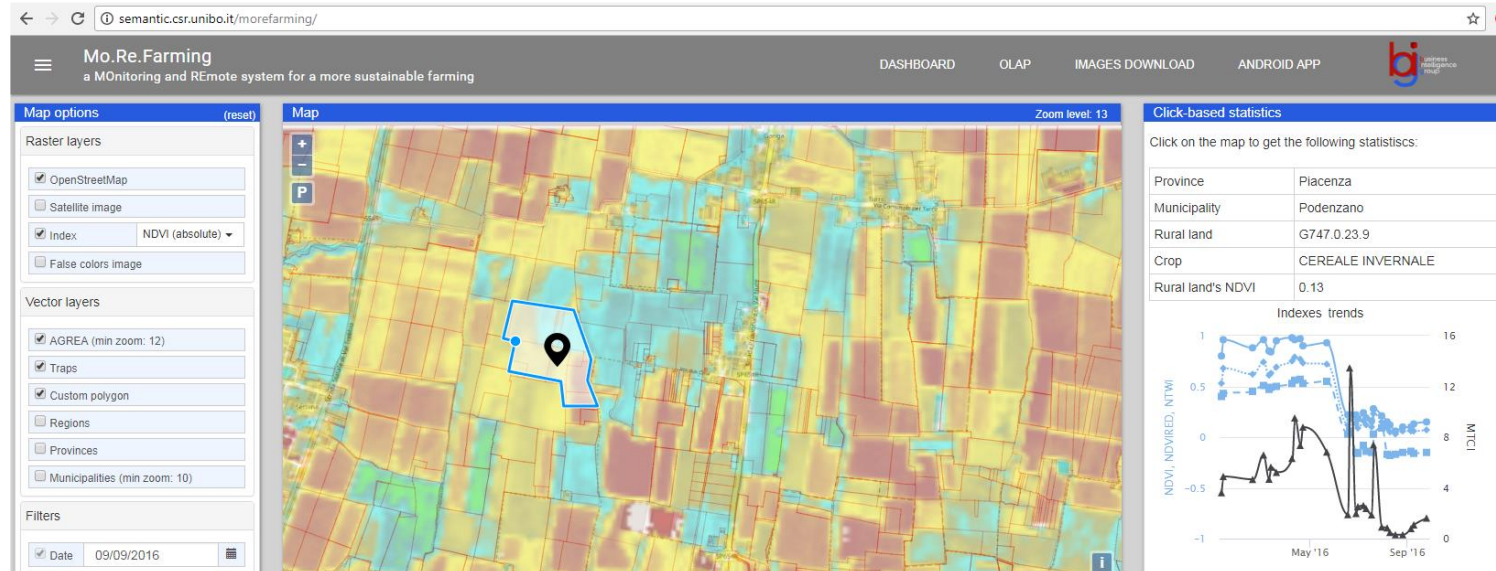 semantic.csr.unibo.it/morefarming/
Mo.Re.Farming
a MOnitoring and REmote system for a more sustainable farming
DASHBOARD OLAP IMAGES DOWNLOAD ANDROID APP
Map options (reset)
Raster layers
OpenStreetMap
Satellite image
Index NDVI (absolute)
False colors image
Vector layers
AGREA (min zoom: 12)
Traps
Custom polygon
Regions
Provinces
Municipalities (min zoom: 10)
Filters
Date 09/09/2016
Map Zoom level: 13
+
−
P
i
Click-based statistics
Click on the map to get the following statistiscs:
Province Piacenza
Municipality Podenzano
Rural land G747.0.23.9
Crop CEREALE INVERNALE
Rural land's NDVI 0.13
Indexes trends
1 16
0.5 12
0 8
−0.5 4
−1 0
NDVI, NDVIRED, NTWI
MTCI
May '16 Sep '16